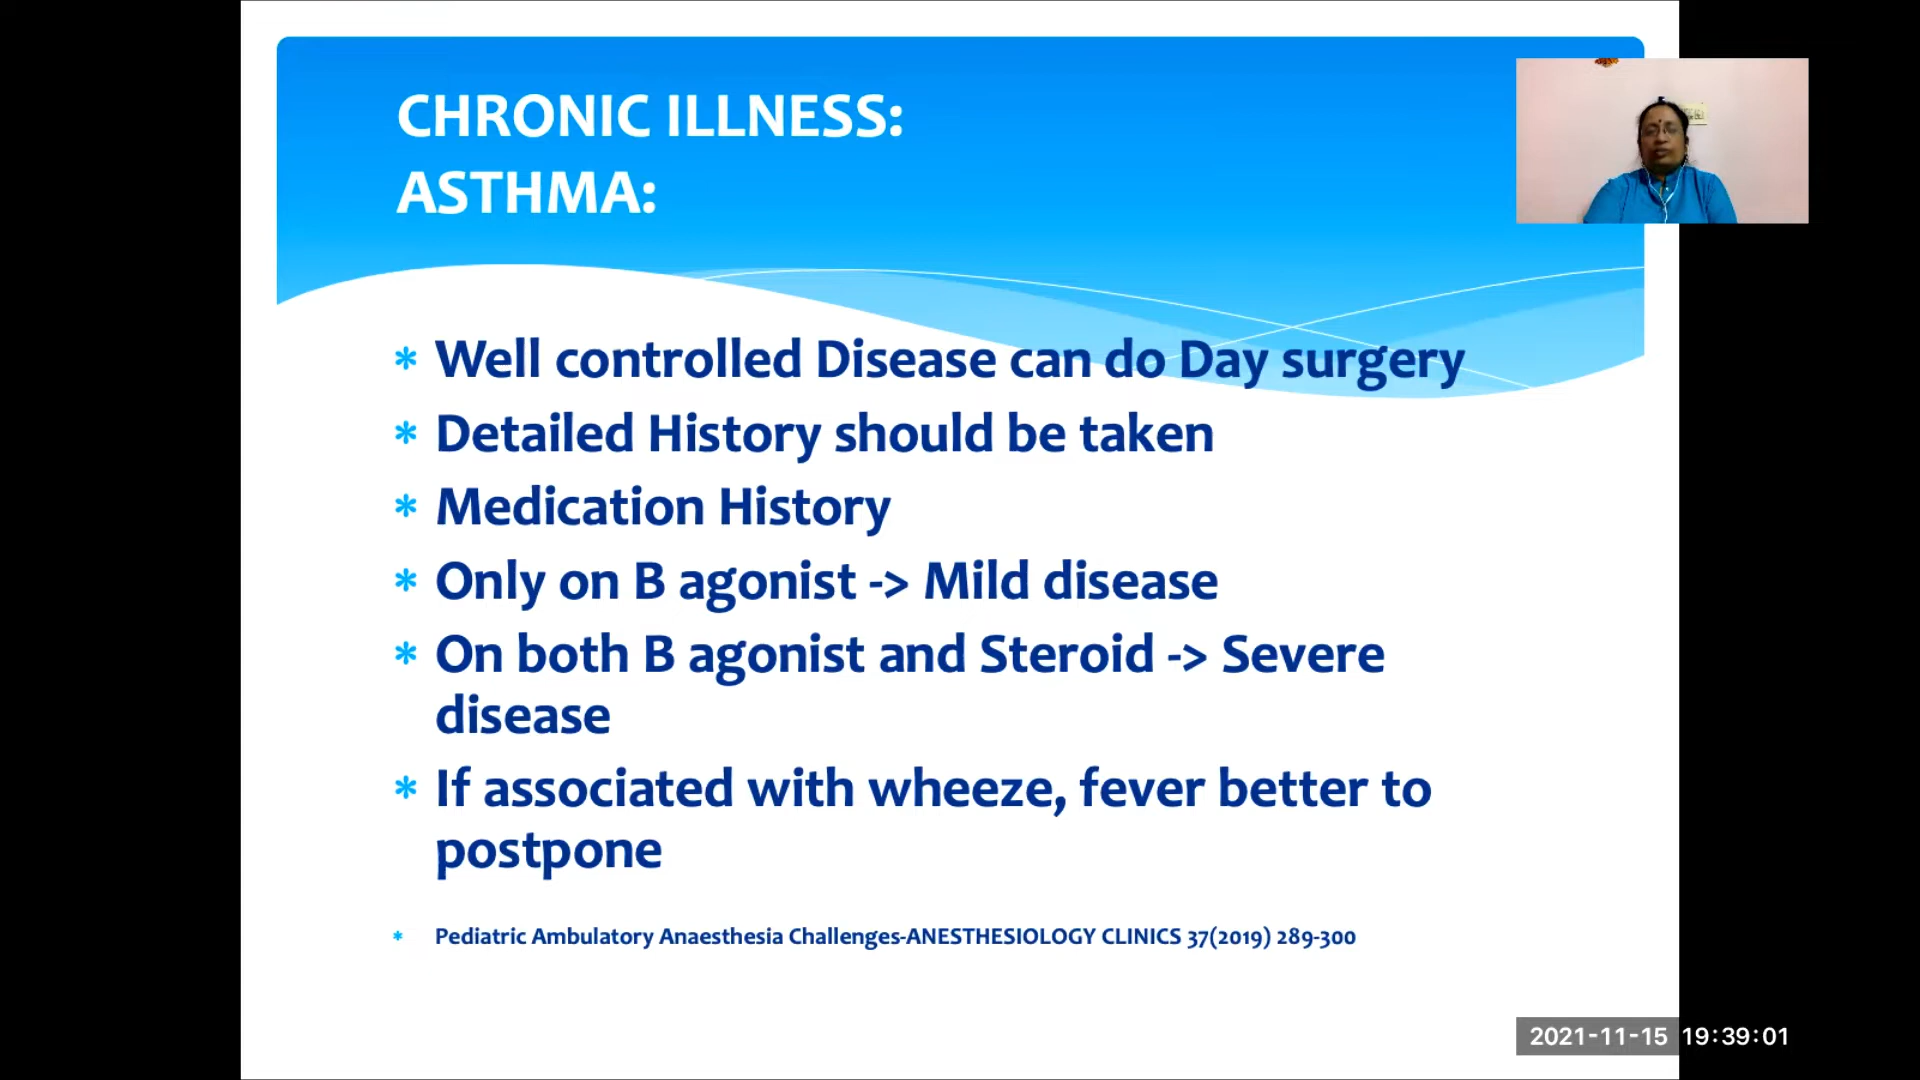 CHRONIC ILLNESS:
ASTHMA:
* Well controlled Disease can do Day surgery
* Detailed History should be taken
* Medication History
* Only on B agonist -> Mild disease
* On both B agonist and Steroid -> Severe
disease
* If associated with wheeze, fever better to
postpone
* Pediatric Ambulatory Anaesthesia Challenges-ANESTHESIOLOGY CLINICS 37(2019) 289-300
2021-11-15 19:39:01